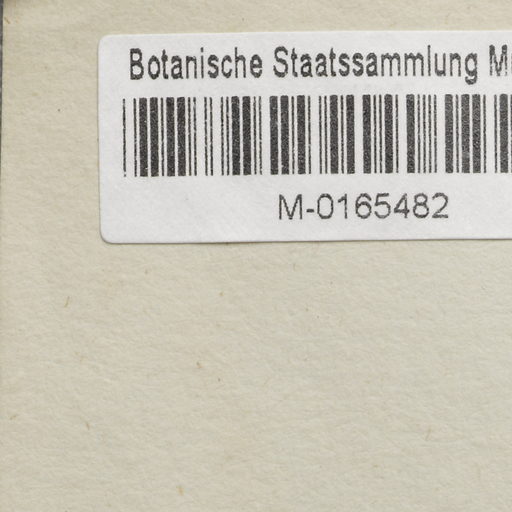 Botanische Staatssammlung
M-0165482